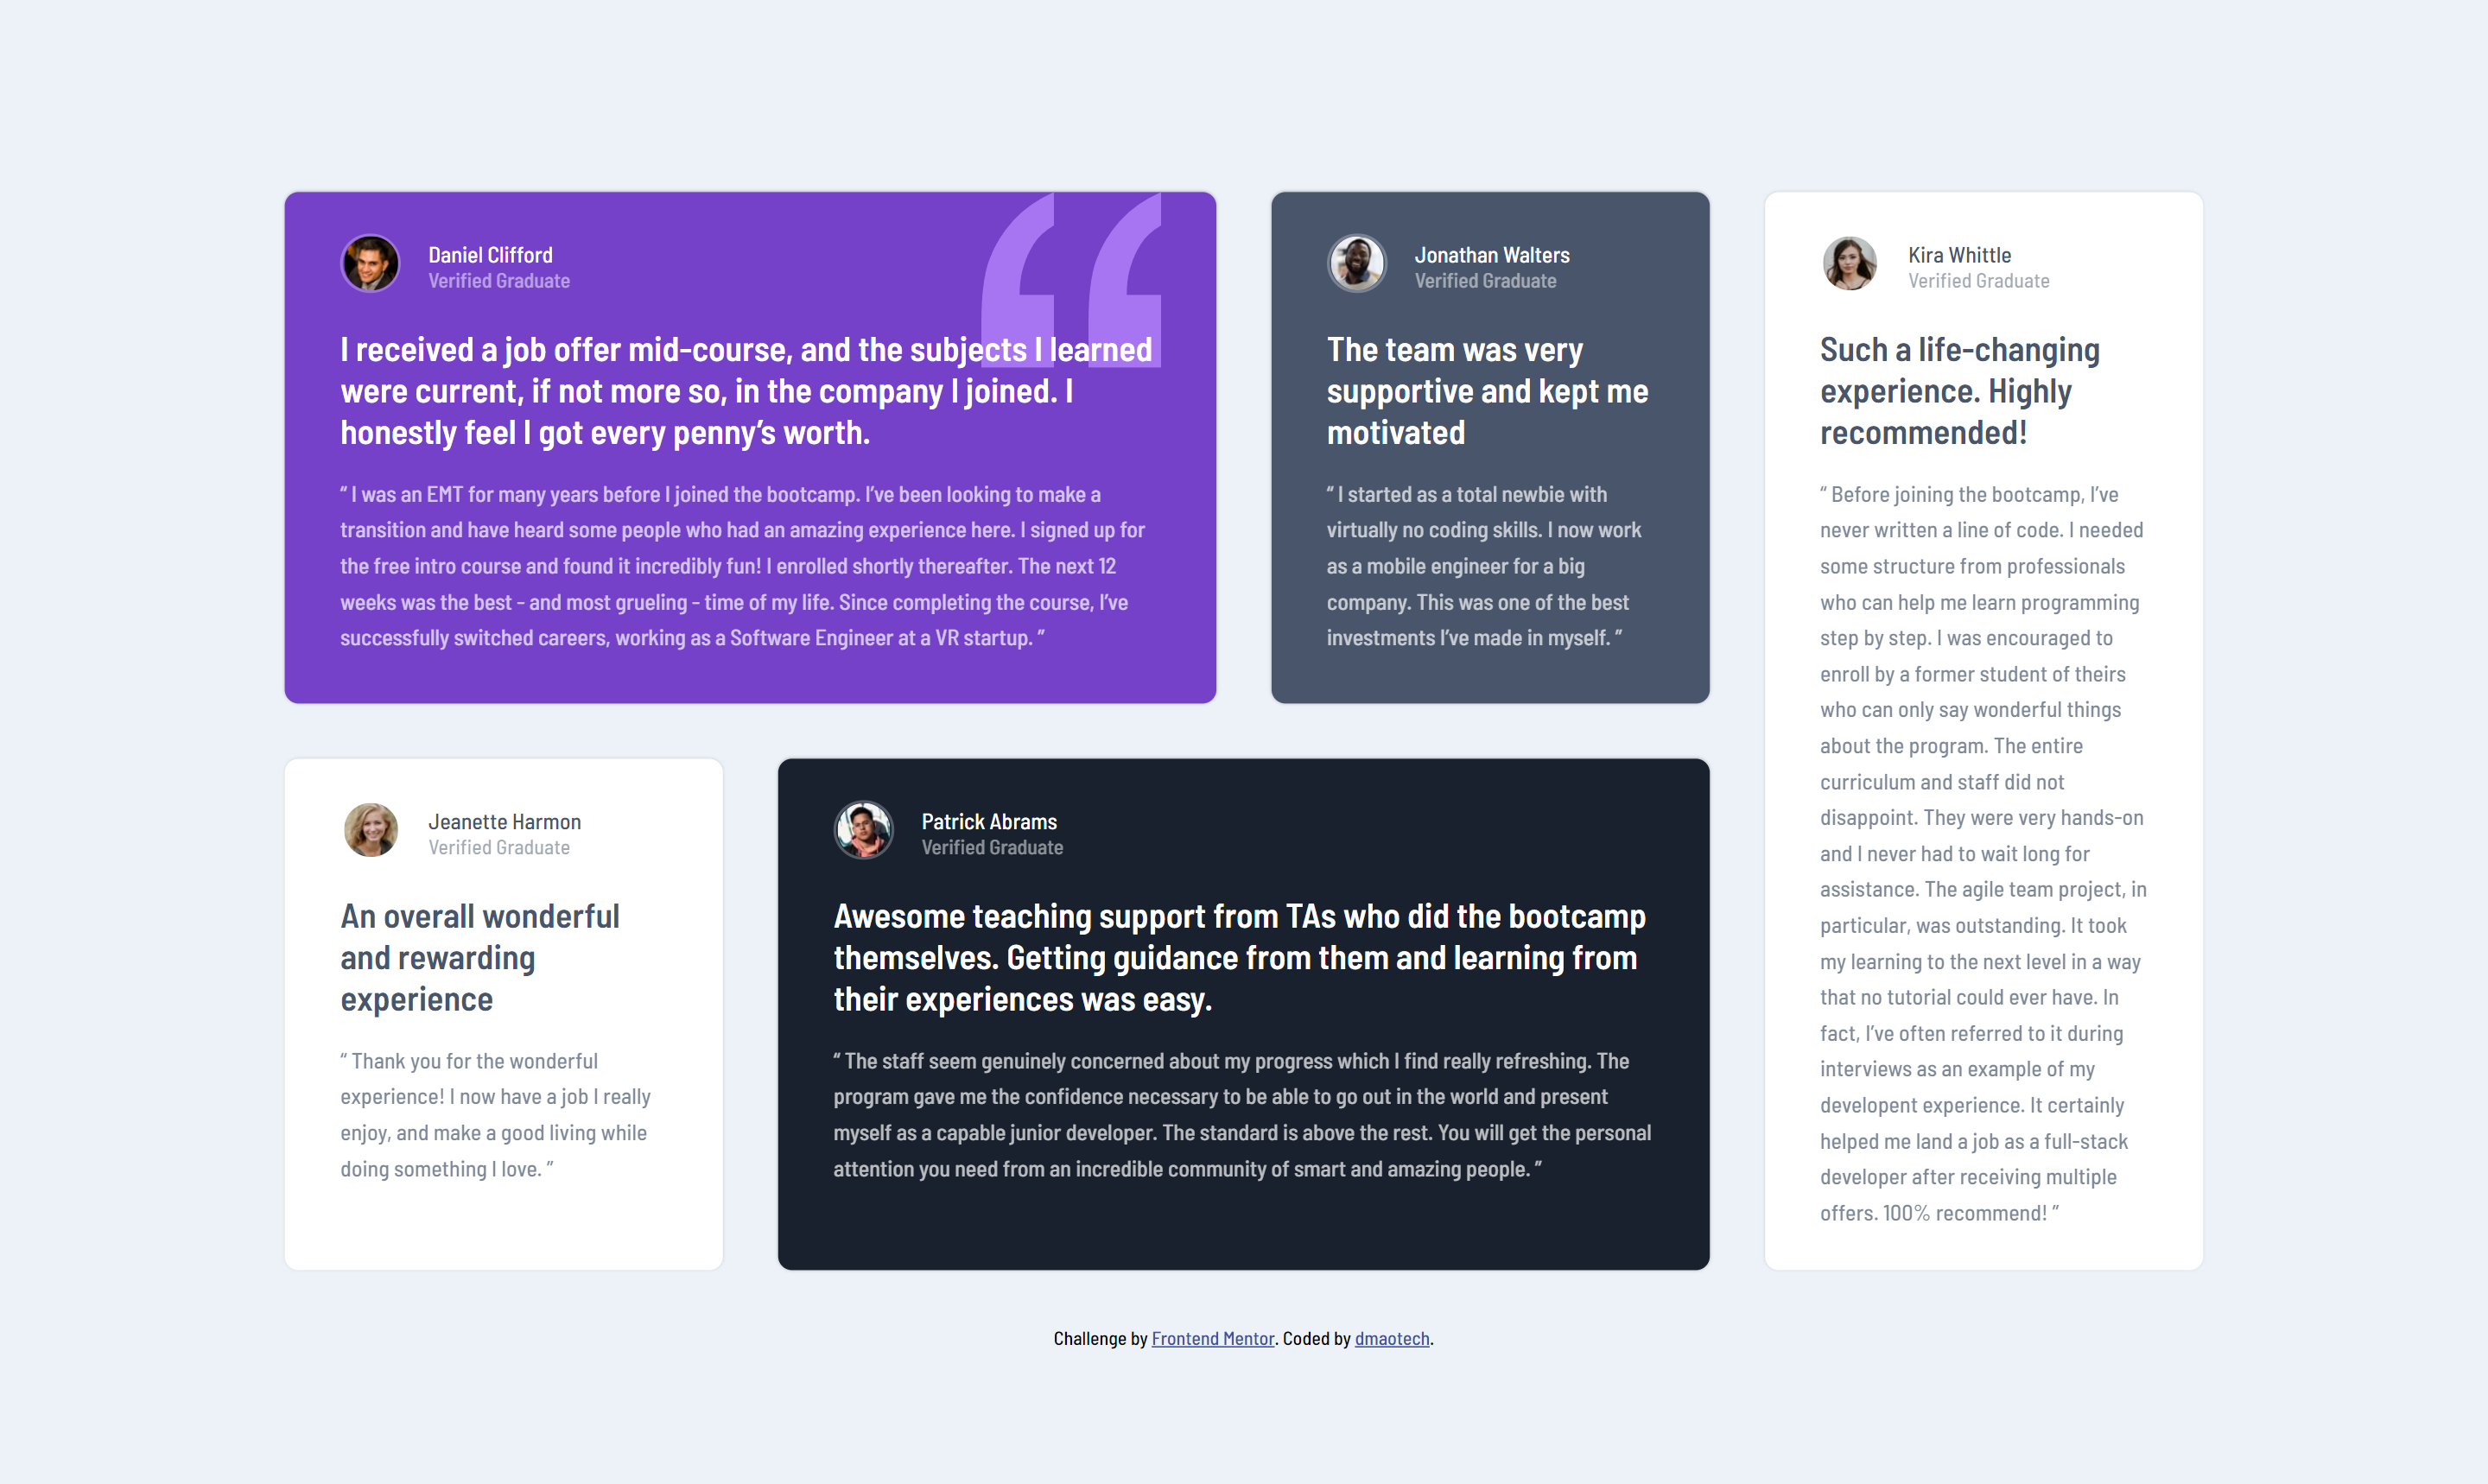 Daniel Clifford
Verified Graduate
I received a job offer mid-course, and the subjects I learned
were current, if not more so, in the company I joined. I
honestly feel I got every penny’s worth.
“ I was an EMT for many years before I joined the bootcamp. I’ve been looking to make a
transition and have heard some people who had an amazing experience here. I signed up for
the free intro course and found it incredibly fun! I enrolled shortly thereafter. The next 12
weeks was the best - and most grueling - time of my life. Since completing the course, I’ve
successfully switched careers, working as a Software Engineer at a VR startup. ”
Jonathan Walters
Verified Graduate
The team was very
supportive and kept me
motivated
“ I started as a total newbie with
virtually no coding skills. I now work
as a mobile engineer for a big
company. This was one of the best
investments I’ve made in myself. ”
Kira Whittle
Verified Graduate
Such a life-changing
experience. Highly
recommended!
“ Before joining the bootcamp, I’ve
never written a line of code. I needed
some structure from professionals
who can help me learn programming
step by step. I was encouraged to
enroll by a former student of theirs
who can only say wonderful things
about the program. The entire
curriculum and staff did not
disappoint. They were very hands-on
and I never had to wait long for
assistance. The agile team project, in
particular, was outstanding. It took
my learning to the next level in a way
that no tutorial could ever have. In
fact, I’ve often referred to it during
interviews as an example of my
developent experience. It certainly
helped me land a job as a full-stack
developer after receiving multiple
offers. 100% recommend! ”
Jeanette Harmon
Verified Graduate
An overall wonderful
and rewarding
experience
“ Thank you for the wonderful
experience! I now have a job I really
enjoy, and make a good living while
doing something I love. ”
Patrick Abrams
Verified Graduate
Awesome teaching support from TAs who did the bootcamp
themselves. Getting guidance from them and learning from
their experiences was easy.
“ The staff seem genuinely concerned about my progress which I find really refreshing. The
program gave me the confidence necessary to be able to go out in the world and present
myself as a capable junior developer. The standard is above the rest. You will get the personal
attention you need from an incredible community of smart and amazing people. ”
Challenge by Frontend Mentor. Coded by dmaotech.